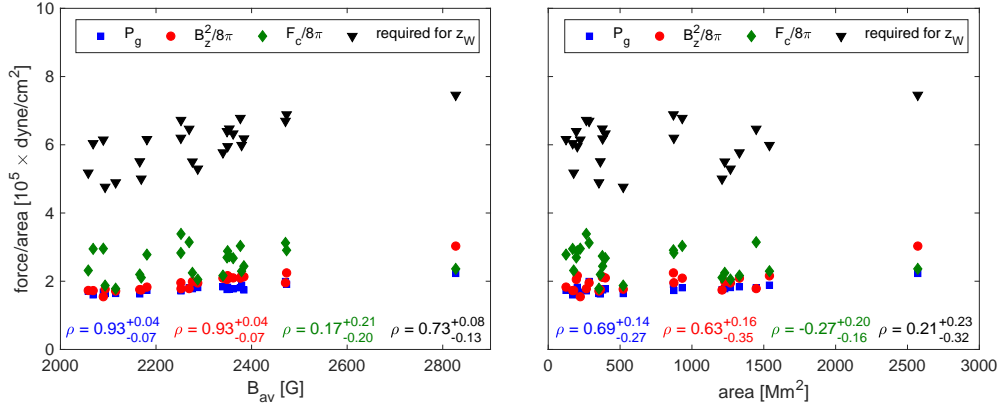 P_g B_z^2/8π F_c/8π required for z_W
P_g B_z^2/8π F_c/8π required for z_W
force/area [10^5 × dyne/cm^2]
10
8
6
4
2
0
ρ = 0.93 +0.04 -0.07 ρ = 0.93 +0.04 -0.07 ρ = 0.17 +0.21 -0.20 ρ = 0.73 +0.08 -0.13
ρ = 0.69 +0.14 -0.27 ρ = 0.63 +0.16 -0.35 ρ = -0.27 +0.20 -0.16 ρ = 0.21 +0.23 -0.32
2000 2200 2400 2600 2800 3000
0 500 1000 1500 2000 2500 3000
B_av [G]
area [Mm^2]